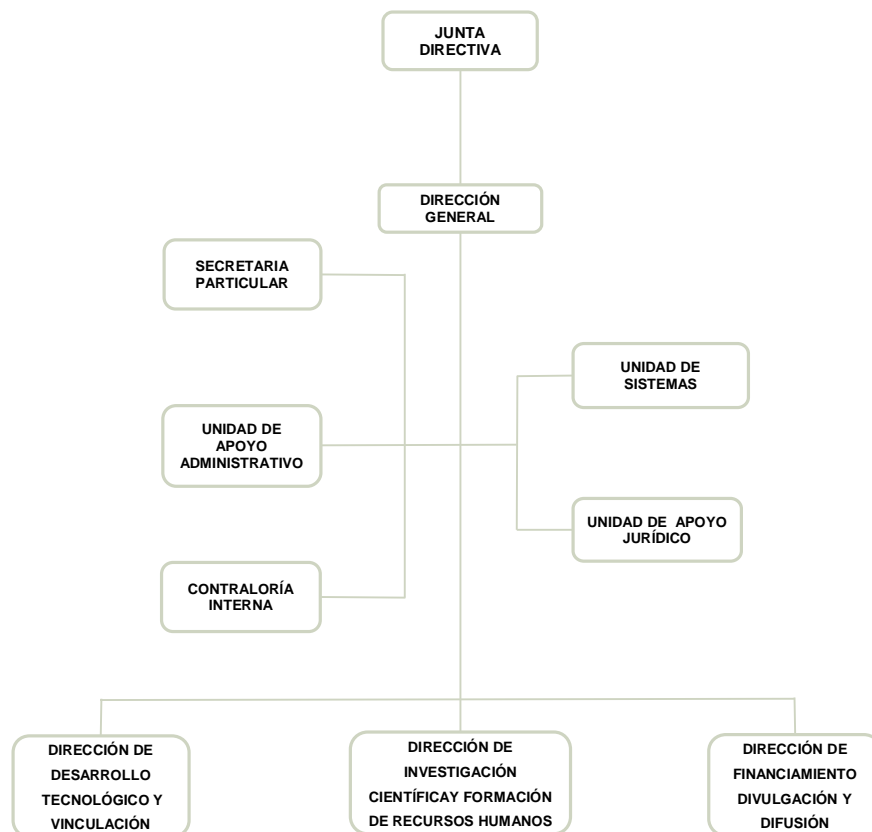 JUNTA
DIRECTIVA
DIRECCIÓN
GENERAL
SECRETARIA
PARTICULAR
UNIDAD DE
SISTEMAS
UNIDAD DE
APOYO
ADMINISTRATIVO
UNIDAD DE  APOYO
JURÍDICO
CONTRALORÍA
INTERNA
DIRECCIÓN DE
DESARROLLO
TECNOLÓGICO Y
VINCULACIÓN
DIRECCIÓN DE
INVESTIGACIÓN
CIENTÍFICAY FORMACIÓN
DE RECURSOS HUMANOS
DIRECCIÓN DE
FINANCIAMIENTO
DIVULGACIÓN Y
DIFUSIÓN